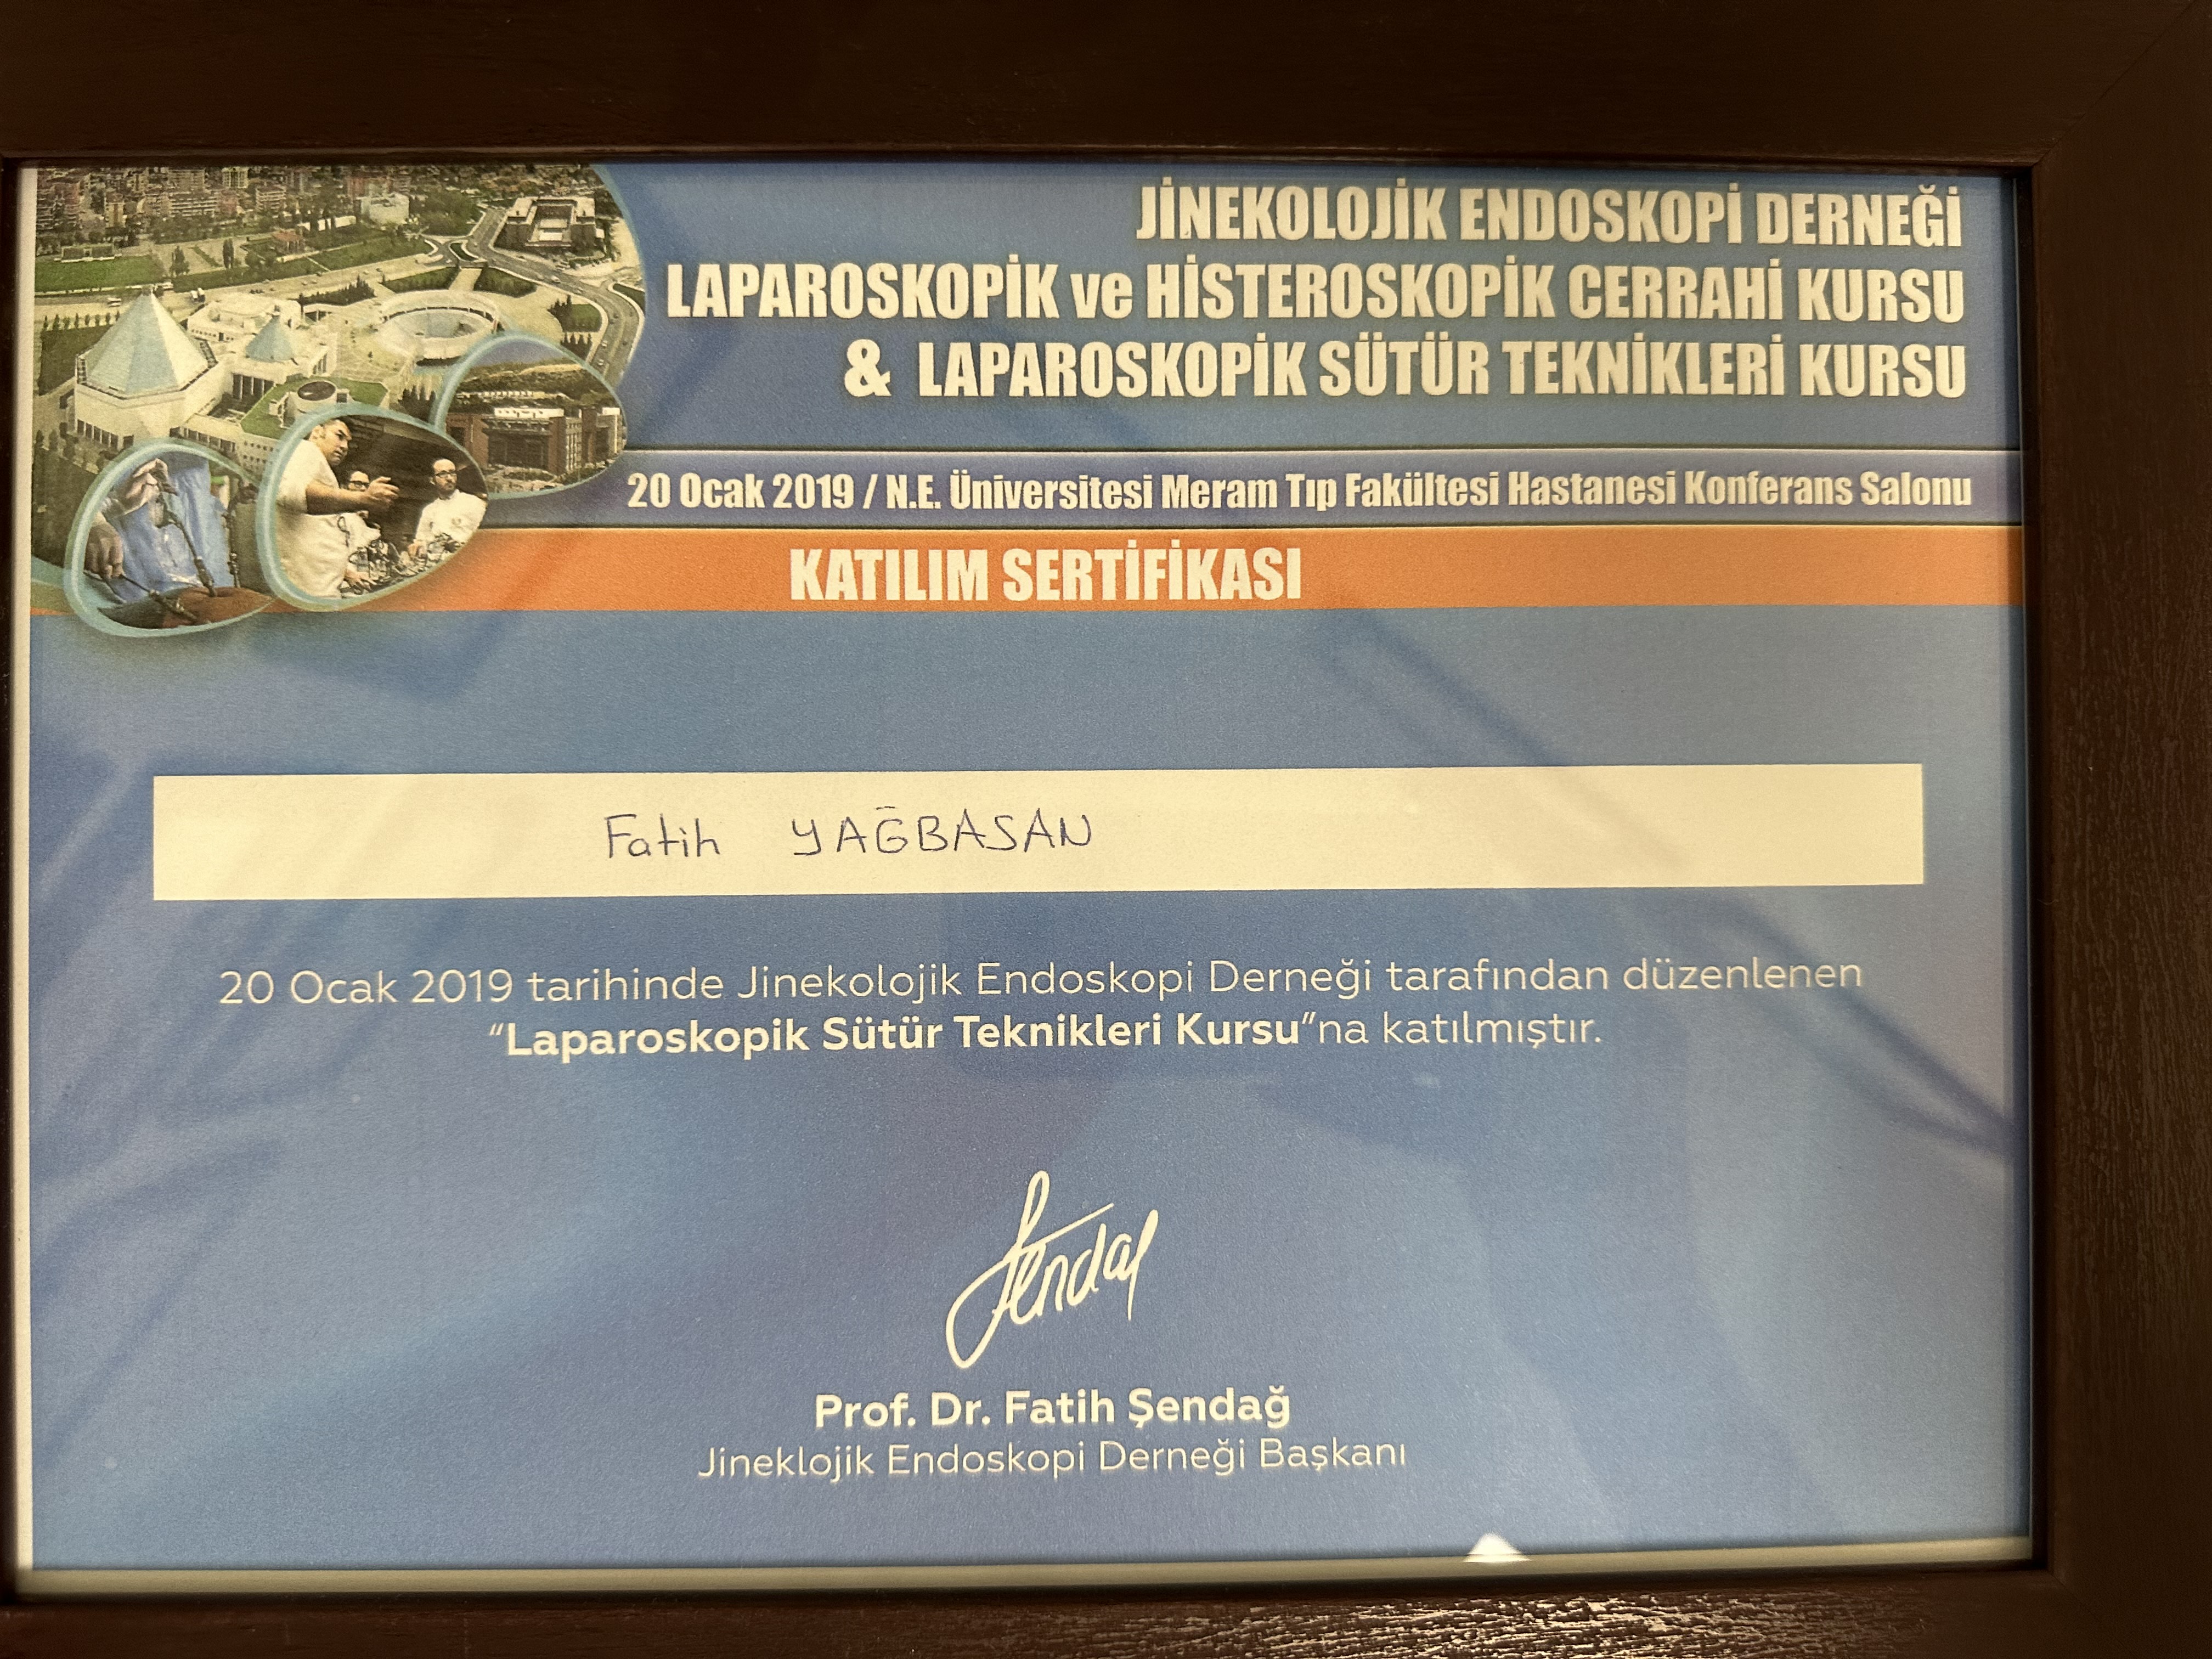 JİNEKOLOJİK ENDOSKOPİ DERNEĞİ
LAPAROSKOPİK ve HİSTEROSKOPİK CERRAHİ KURSU
& LAPAROSKOPİK SÜTÜR TEKNİKLERİ KURSU
20 Ocak 2019 / N.E. Üniversitesi Meram Tıp Fakültesi Hastanesi Konferans Salonu
KATILIM SERTİFİKASI
Fatih YAĞBASAN
20 Ocak 2019 tarihinde Jinekolojik Endoskopi Derneği tarafından düzenlenen
“Laparoskopik Sütür Teknikleri Kursu”na katılmıştır.
Sendağ
Prof. Dr. Fatih Şendağ
Jineklojik Endoskopi Derneği Başkanı